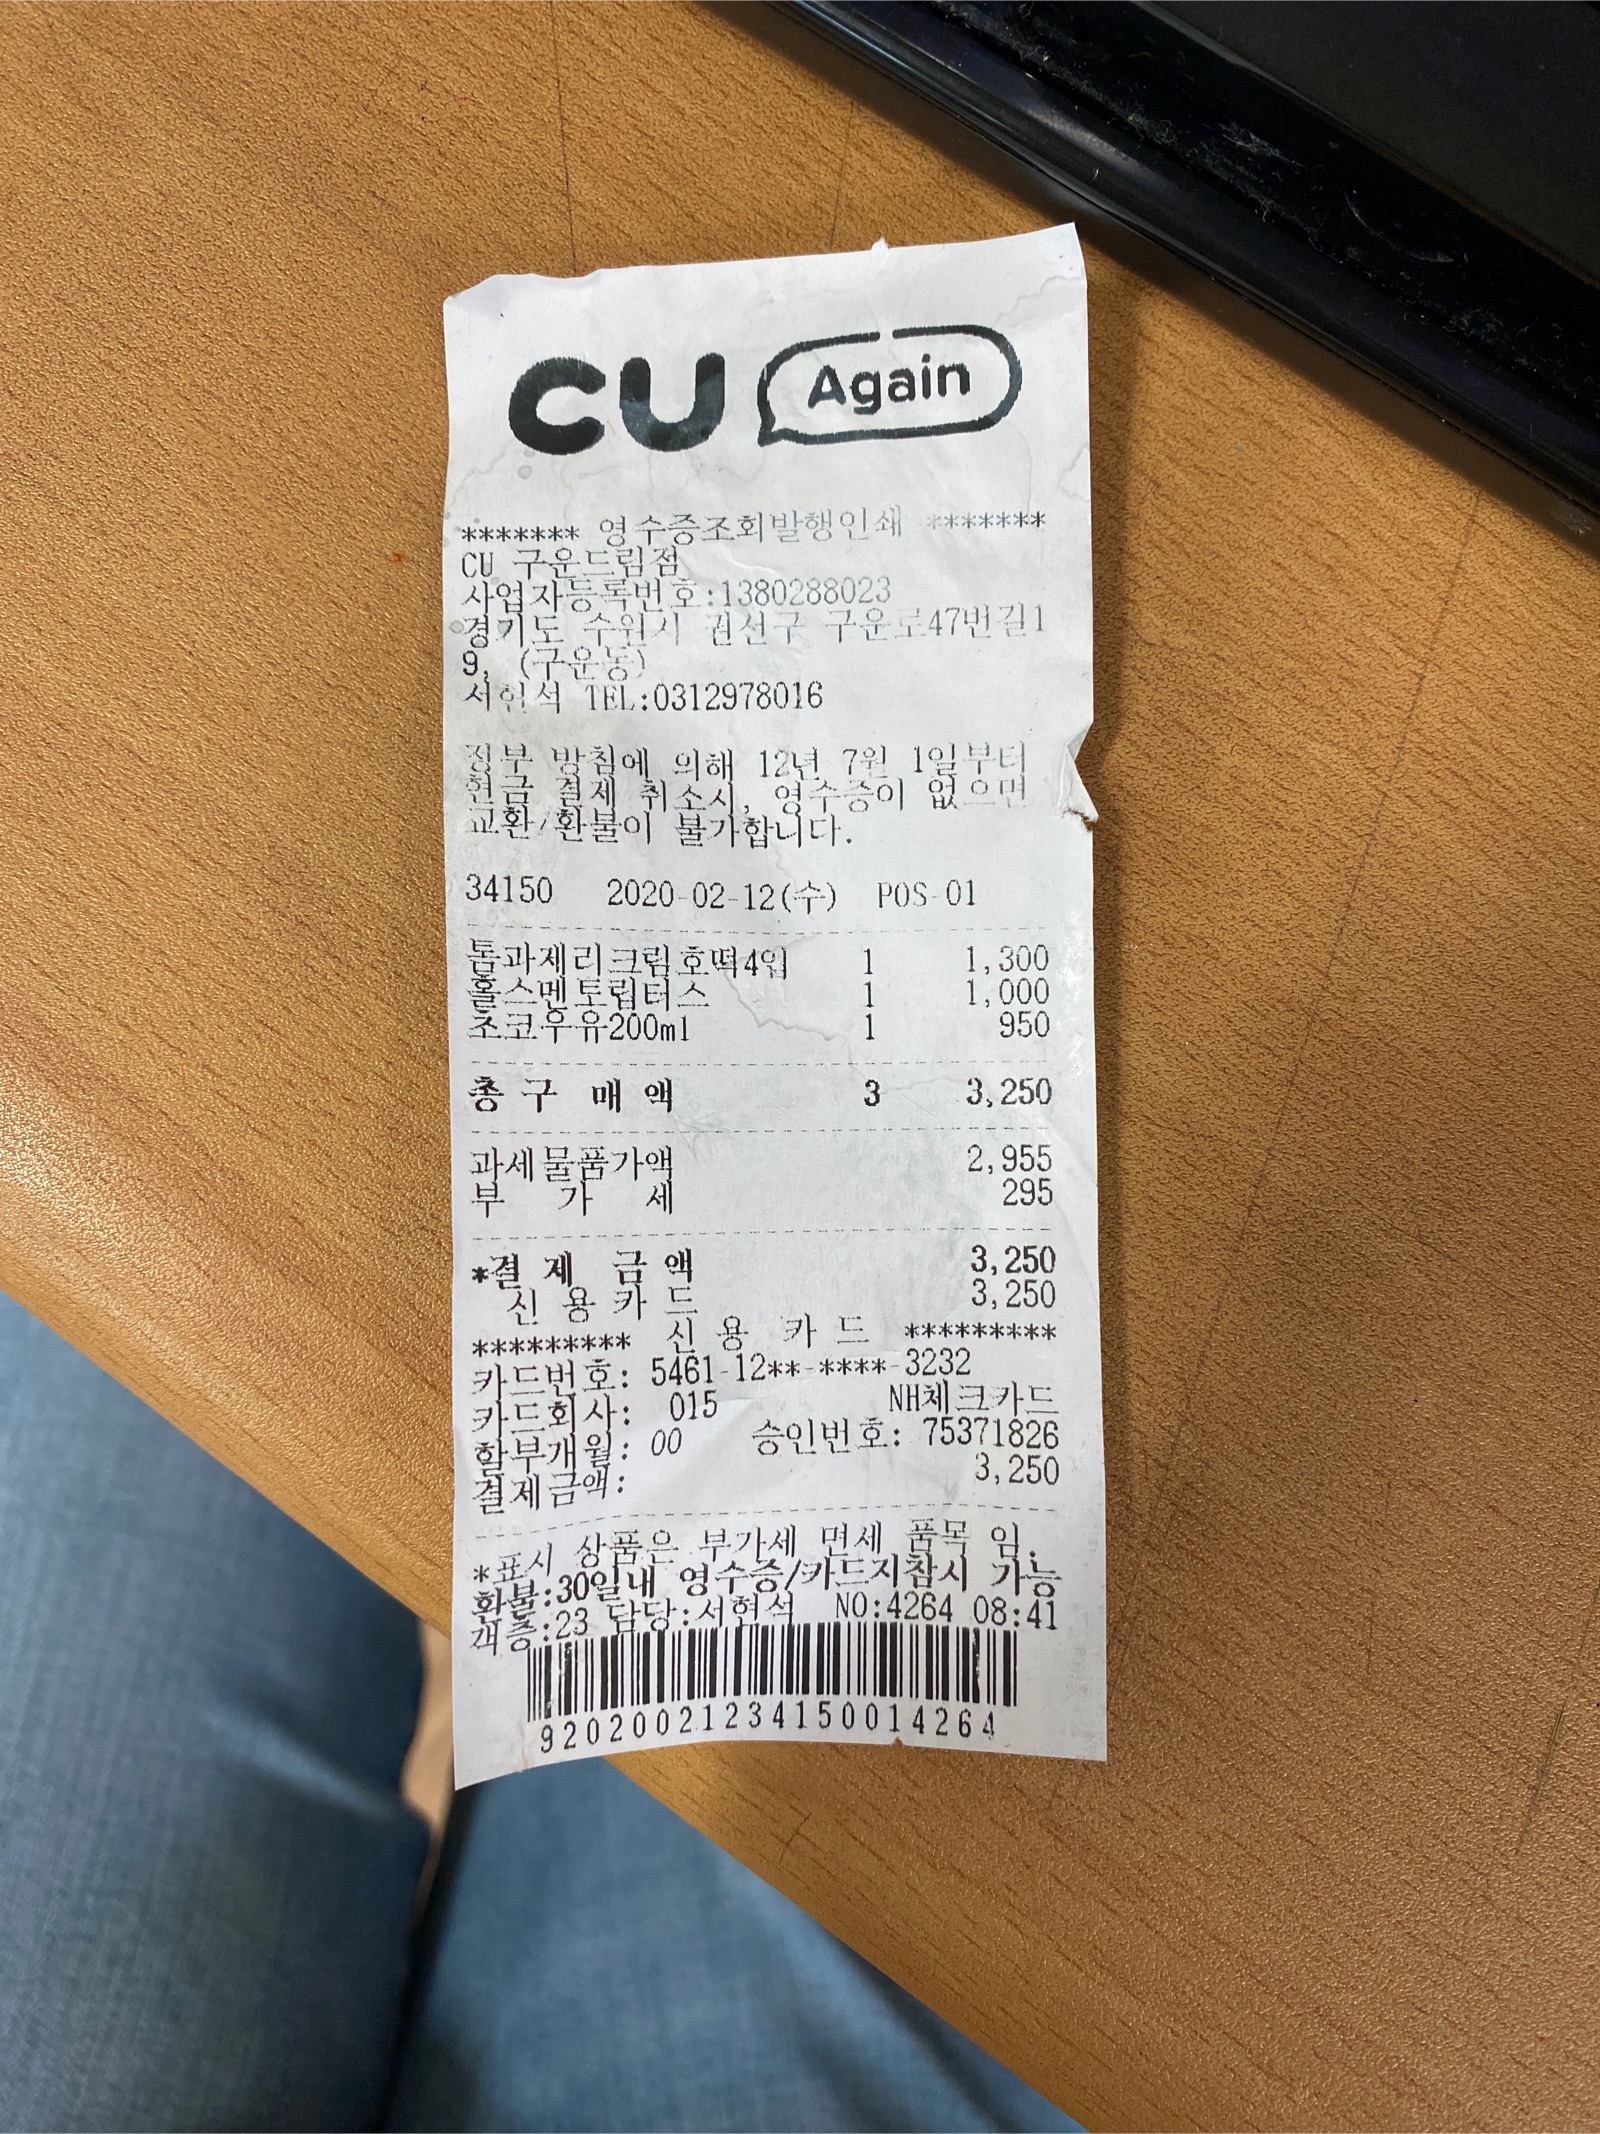 CU Again
******* 영수증조회발행인쇄 *******
CU 구운드림점
사업자등록번호:1380288023
경기도 수원시 권선구 구운로47번길1
9, (구운동)
서현석 TEL:0312978016
정부 방침에 의해 12년 7월 1일부터
현금 결제 취소시, 영수증이 없으면
교환/환불이 불가합니다.
34150 2020-02-12(수) POS-01
톰과제리크림호떡4입 1 1,300
홀스멘토립터스 1 1,000
초코우유200ml 1 950
총 구 매 액 3 3,250
과세물품가액 2,955
부 가 세 295
*결 제 금 액 3,250
신 용 카 드 3,250
********* 신 용 카 드 *********
카드번호: 5461-12**-****-3232
카드회사: 015 NH체크카드
할부개월: 00 승인번호: 75371826
결제금액: 3,250
*표시 상품은 부가세 면세 품목 임.
환불:30일내 영수증/카드지참시 가능
객층:23 담당:서현석 NO:4264 08:41
92020021234150014264